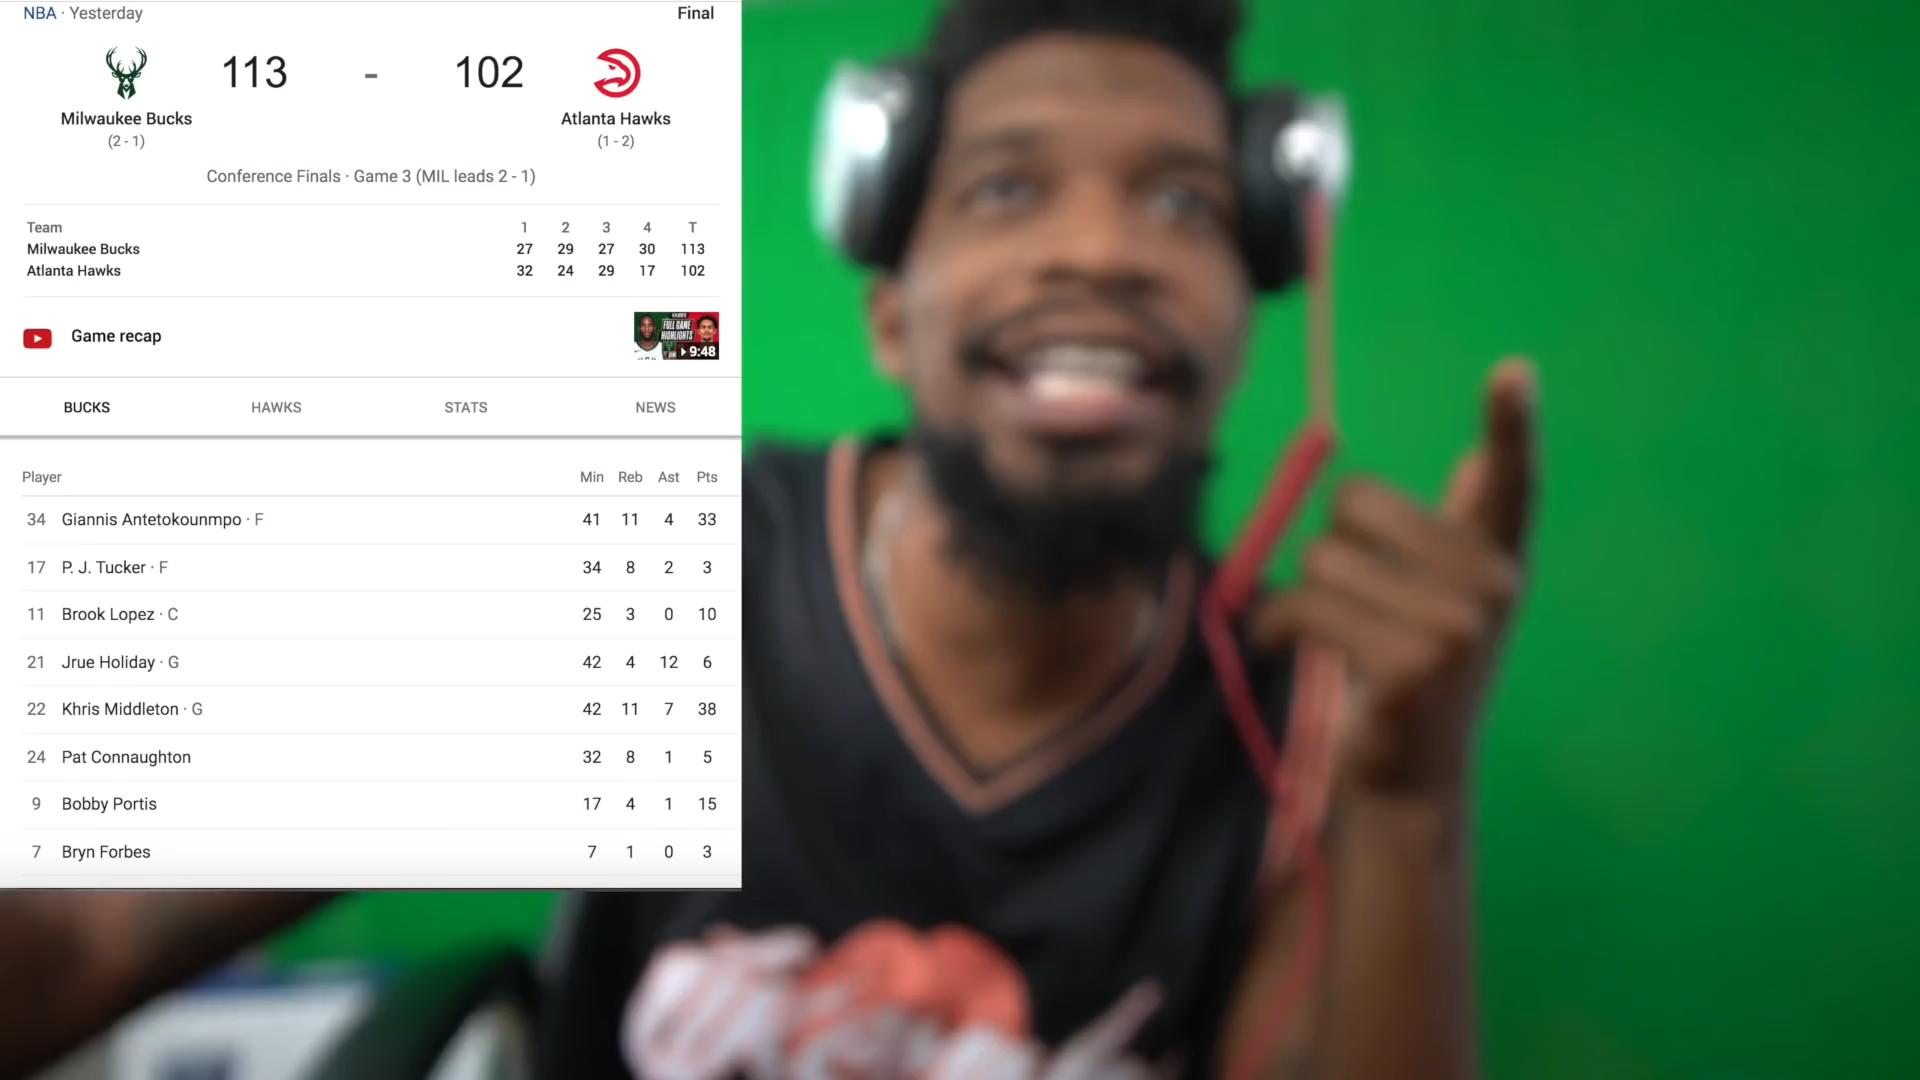 NBA · Yesterday Final
113 - 102
Milwaukee Bucks Atlanta Hawks
(2 - 1) (1 - 2)
Conference Finals · Game 3 (MIL leads 2 - 1)
Team 1 2 3 4 T
Milwaukee Bucks 27 29 27 30 113
Atlanta Hawks 32 24 29 17 102
Game recap
FULL GAME
HIGHLIGHTS
9:48
BUCKS HAWKS STATS NEWS
Player Min Reb Ast Pts
34 Giannis Antetokounmpo · F 41 11 4 33
17 P. J. Tucker · F 34 8 2 3
11 Brook Lopez · C 25 3 0 10
21 Jrue Holiday · G 42 4 12 6
22 Khris Middleton · G 42 11 7 38
24 Pat Connaughton 32 8 1 5
9 Bobby Portis 17 4 1 15
7 Bryn Forbes 7 1 0 3